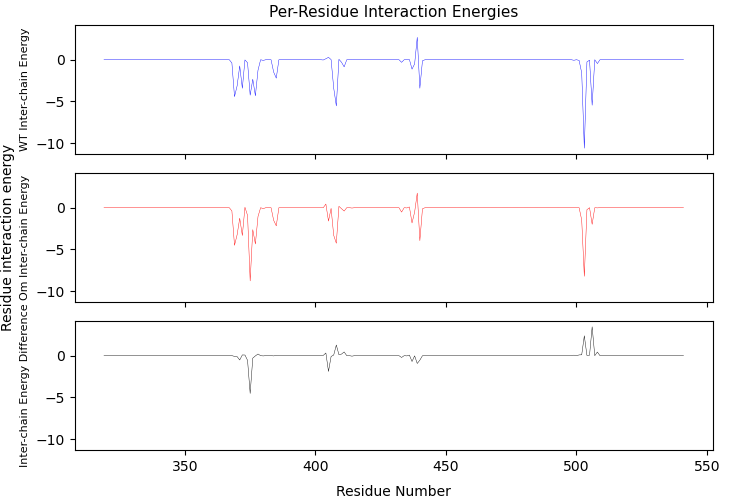 Per-Residue Interaction Energies
WT Inter-chain Energy
0
−5
−10
Residue interaction energy
Om Inter-chain Energy
0
−5
−10
Inter-chain Energy Difference
0
−5
−10
350
400
450
500
550
Residue Number